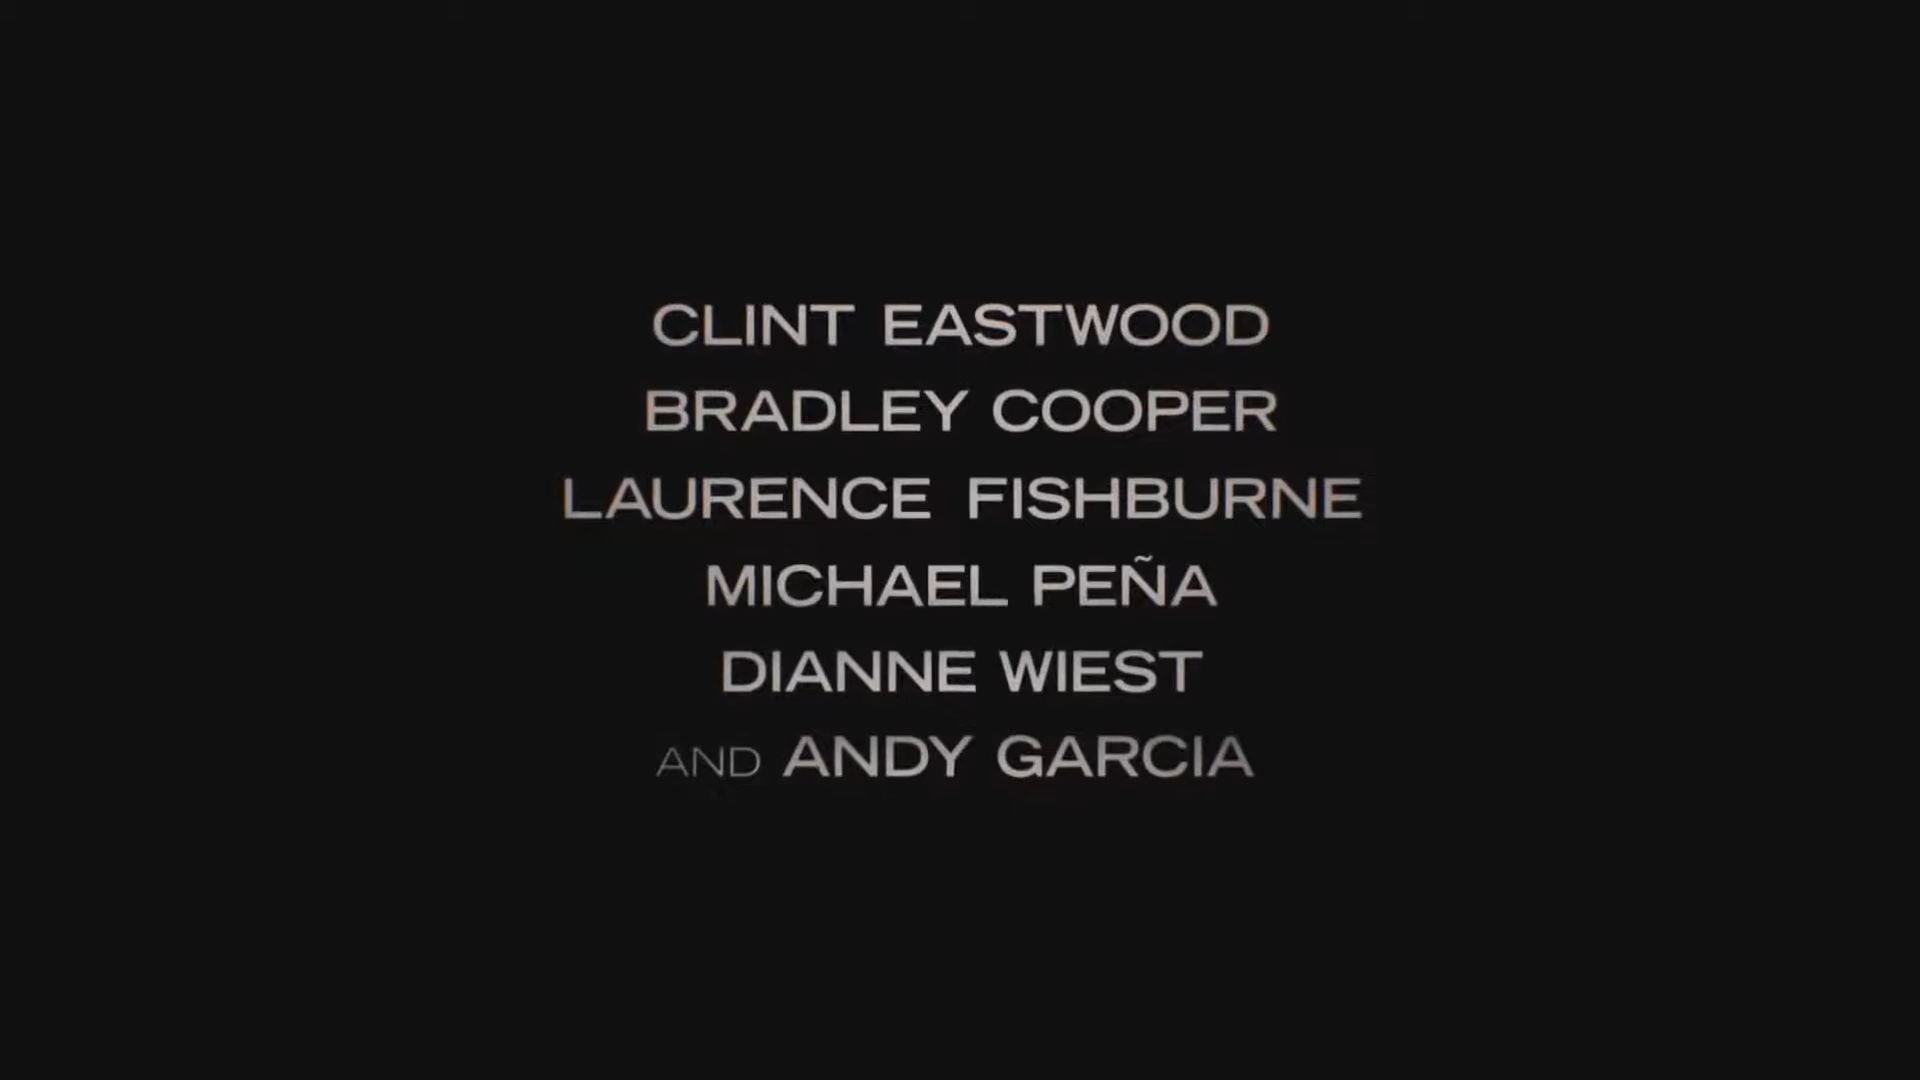 CLINT EASTWOOD
BRADLEY COOPER
LAURENCE FISHBURNE
MICHAEL PEÑA
DIANNE WIEST
AND ANDY GARCIA